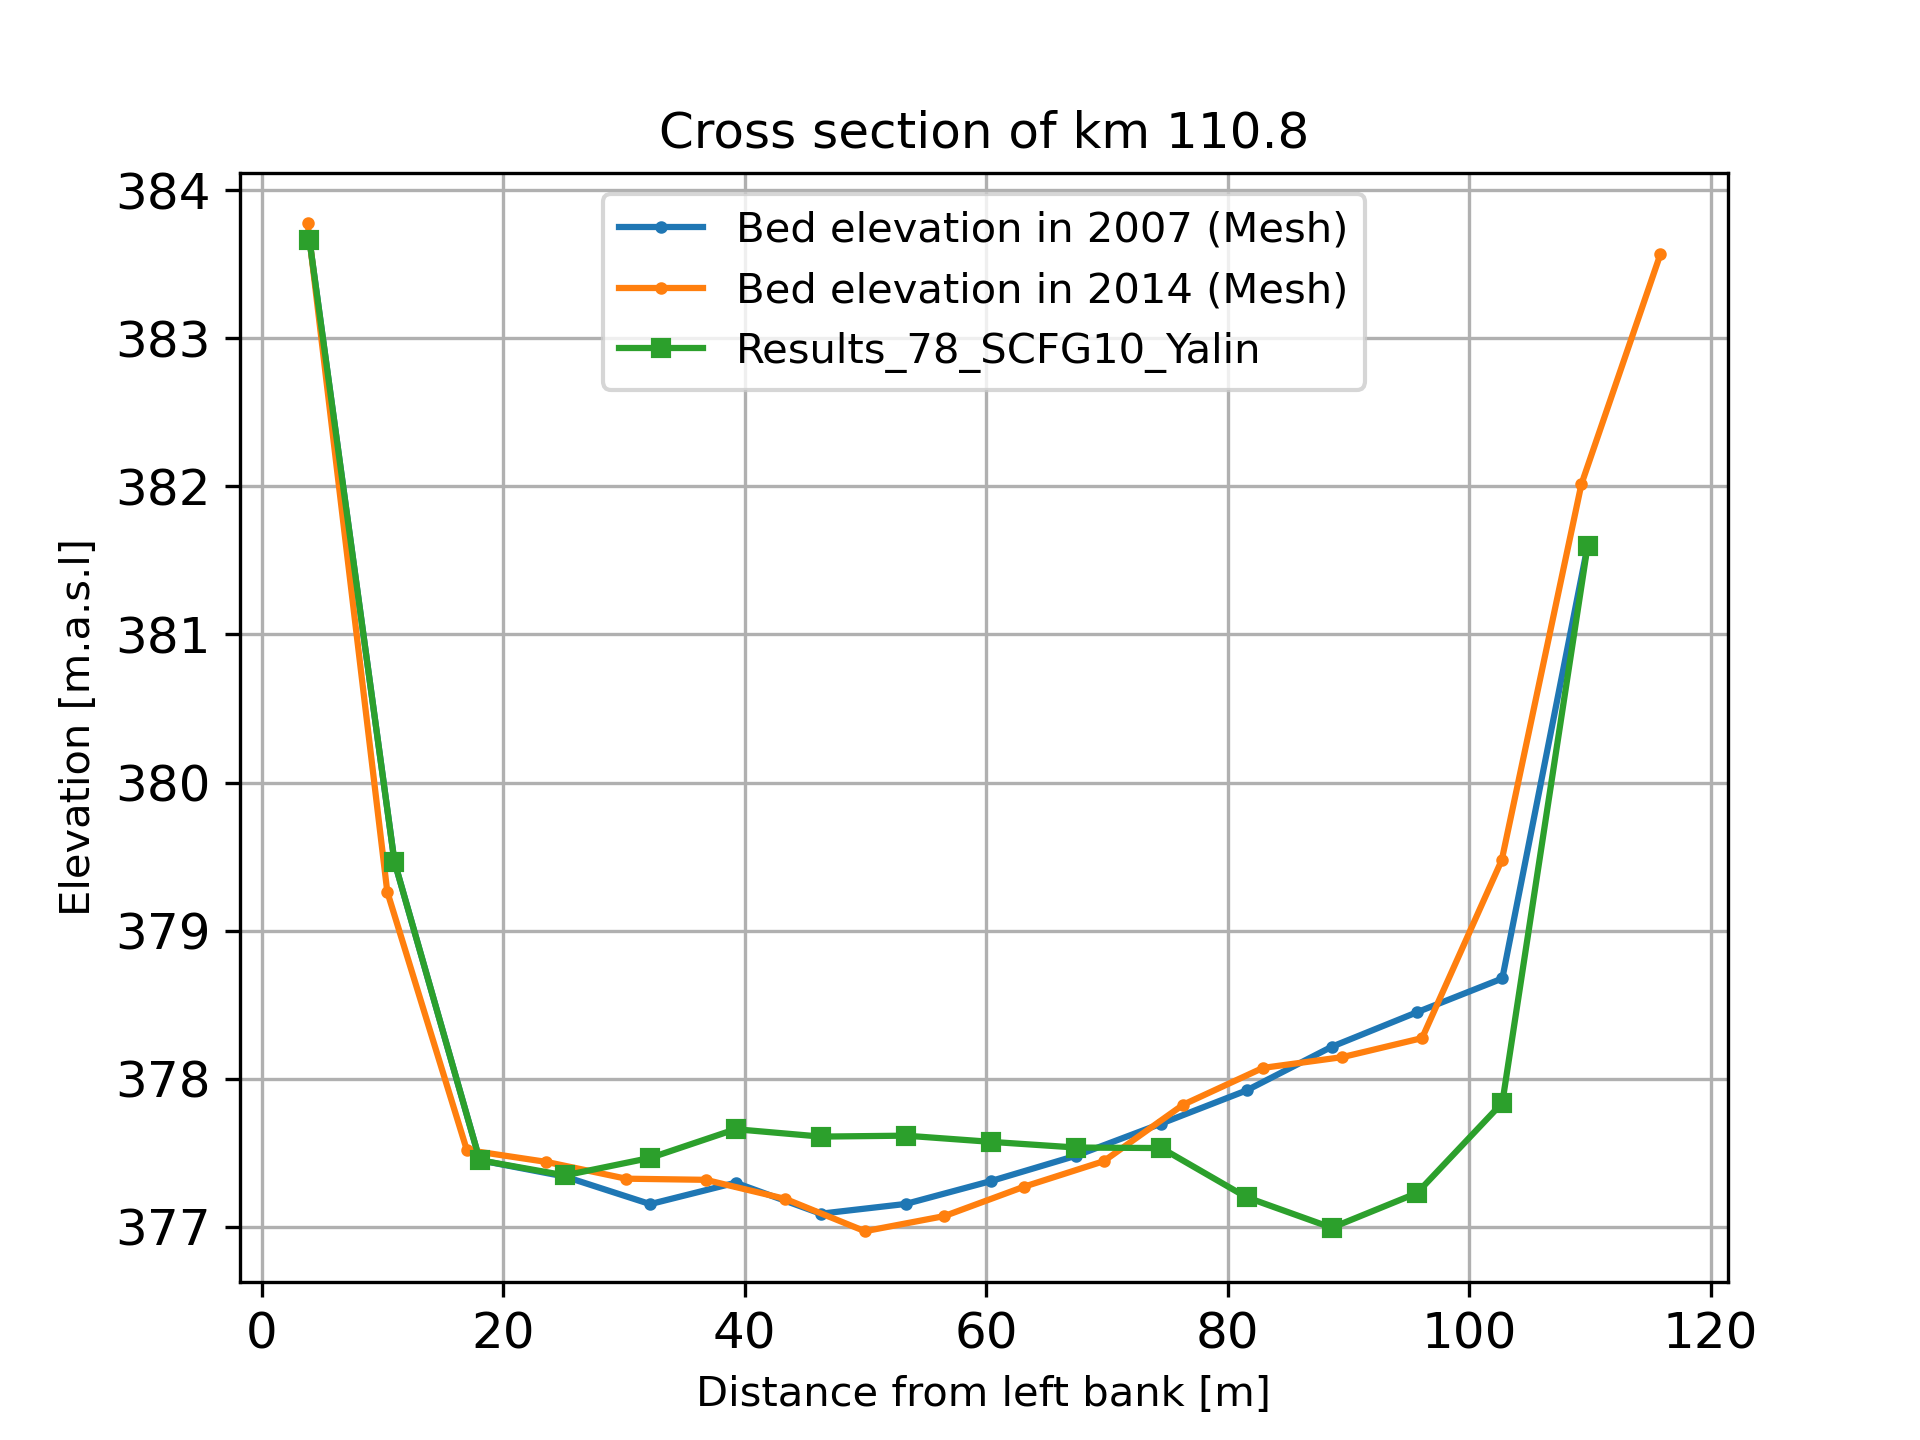 Cross section of km 110.8
384
383
382
381
380
379
378
377
Elevation [m.a.s.l]
Bed elevation in 2007 (Mesh)
Bed elevation in 2014 (Mesh)
Results_78_SCFG10_Yalin
0 20 40 60 80 100 120
Distance from left bank [m]